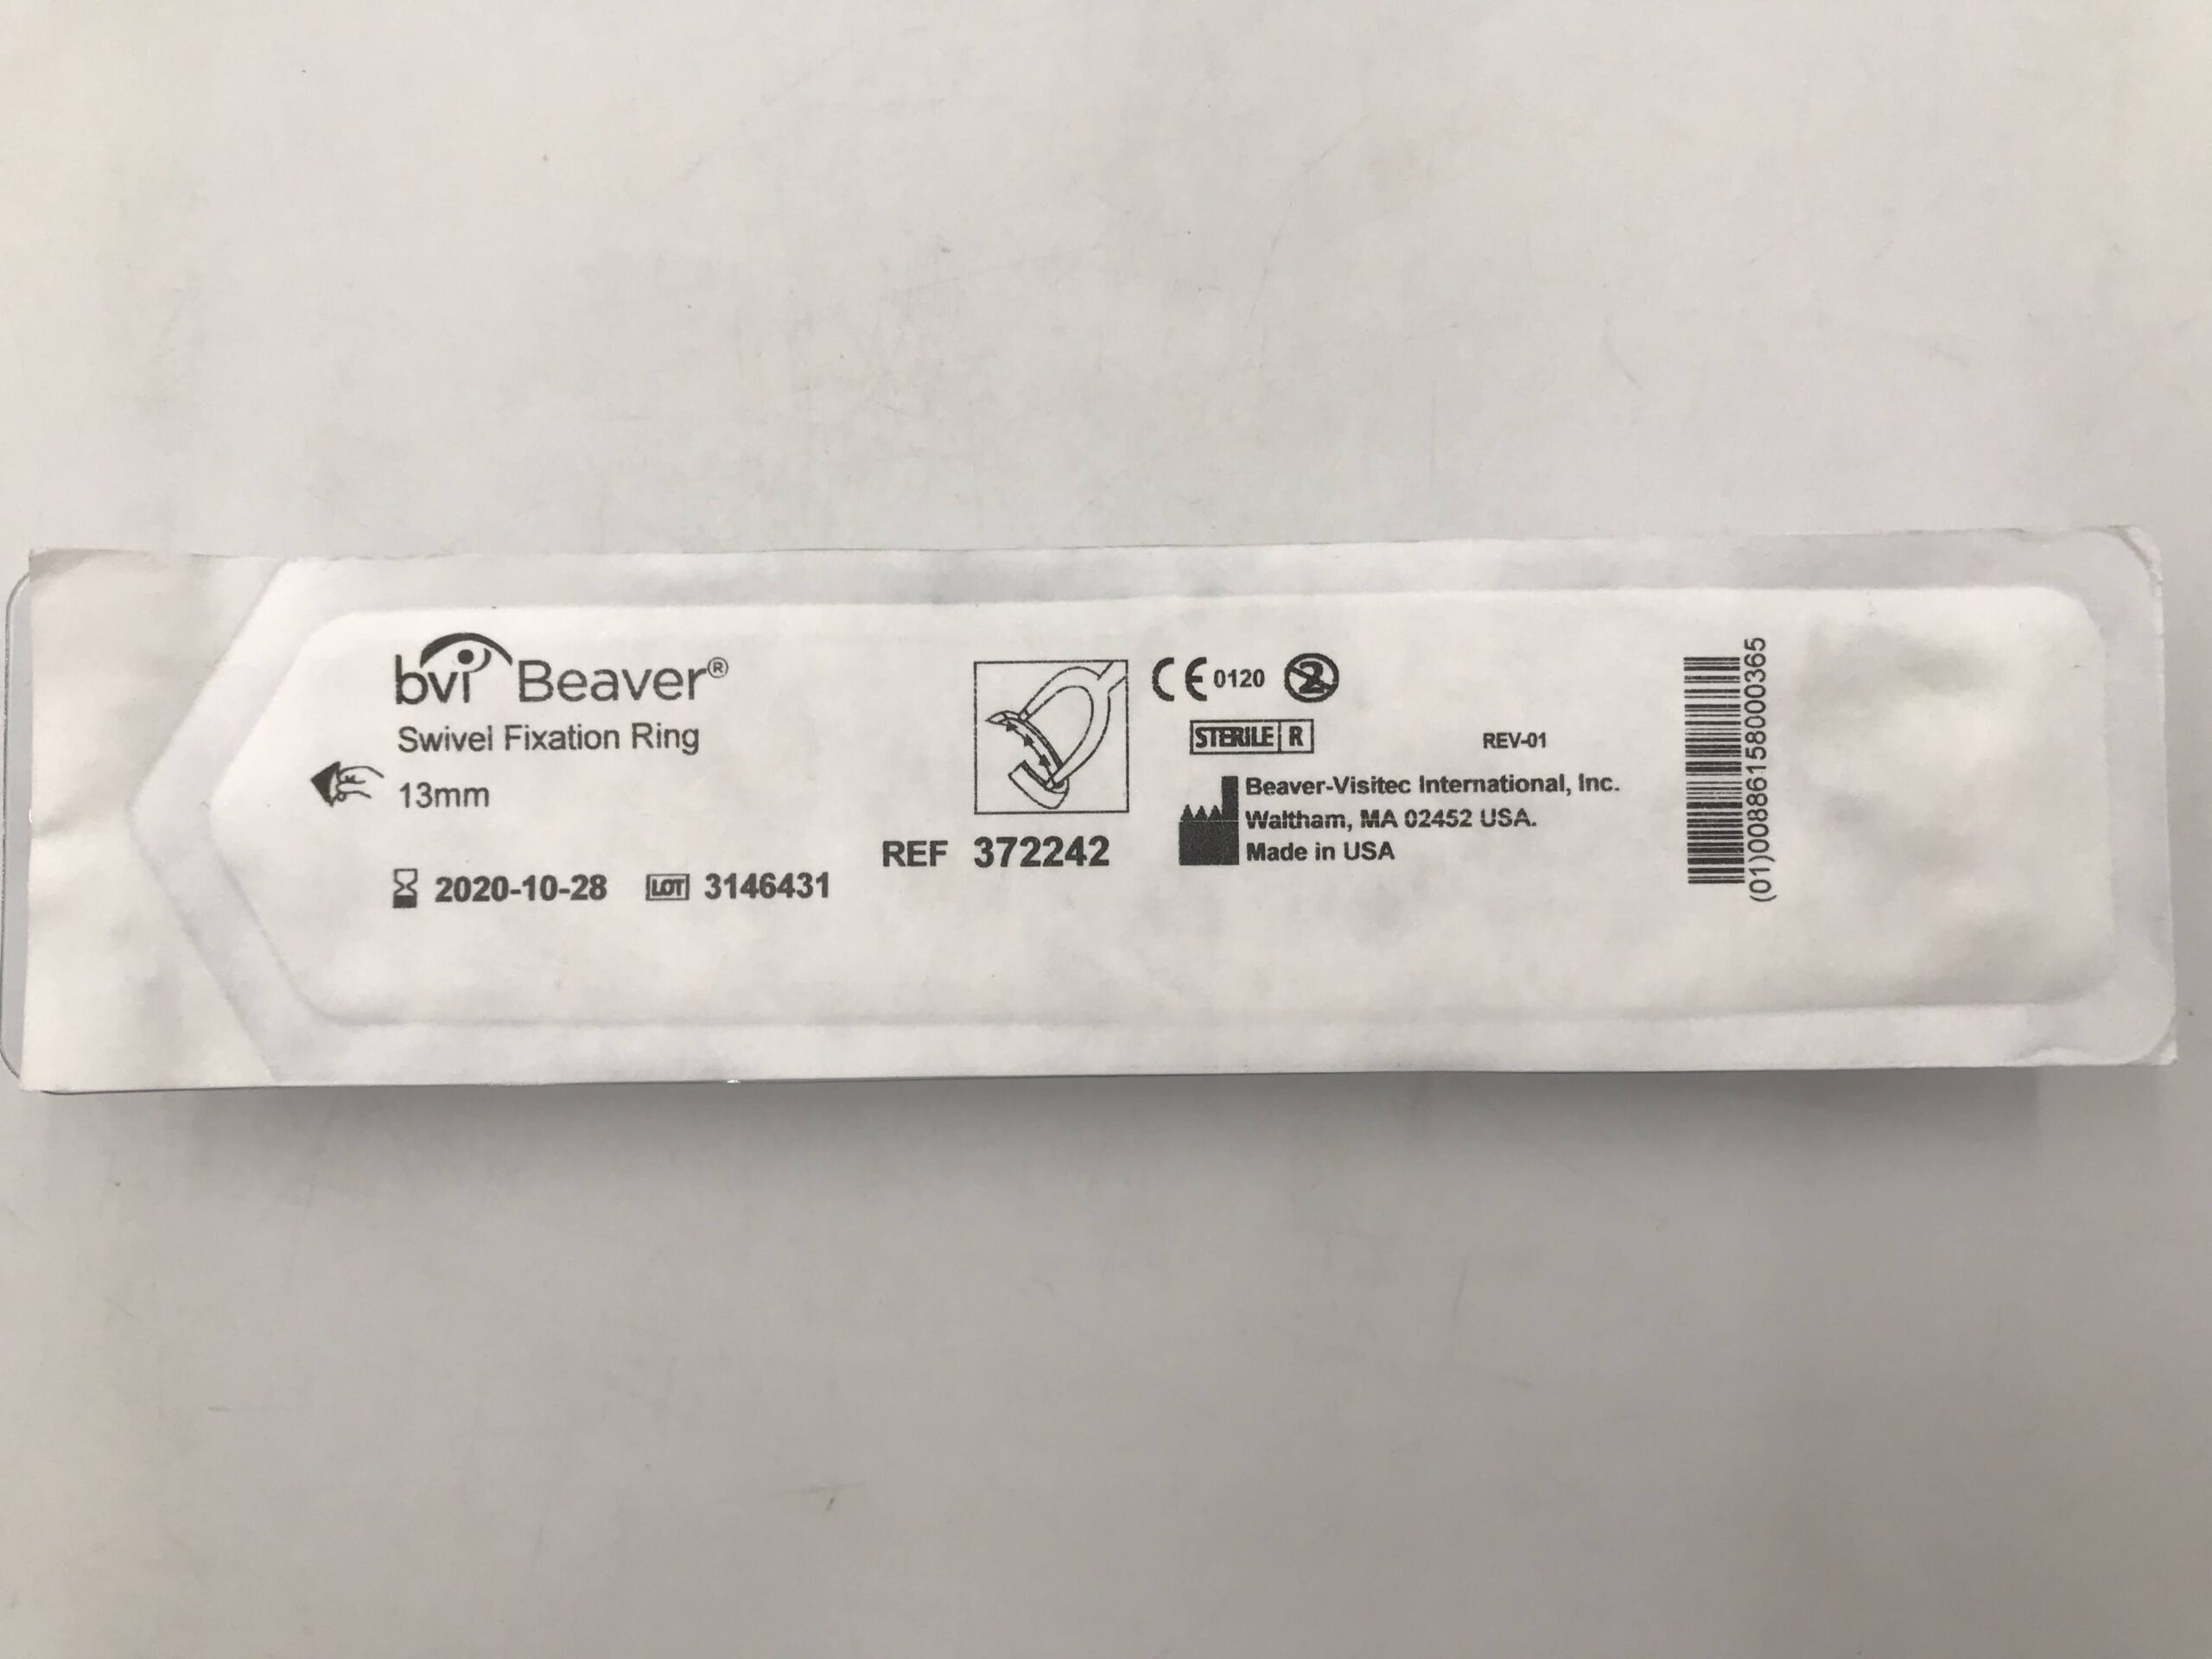 bvi Beaver®
Swivel Fixation Ring
13mm
2020-10-28 LOT 3146431
REF 372242
CE 0120 2
STERILE R
REV-01
Beaver-Visitec International, Inc.
Waltham, MA 02452 USA.
Made in USA
(01)00886158000365